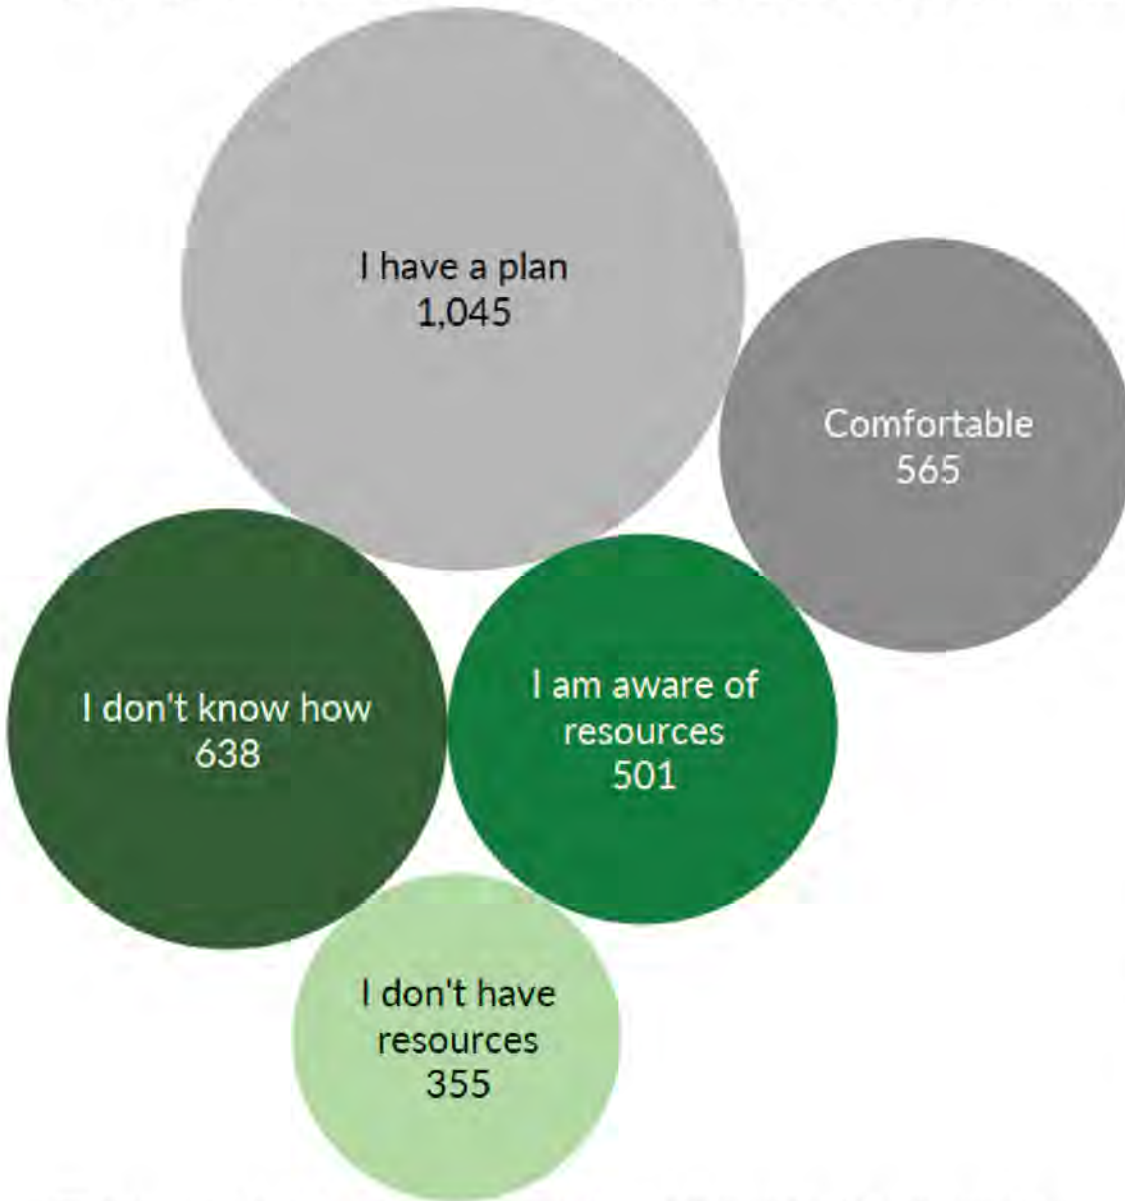 I have a plan
1,045
Comfortable
565
I don't know how
638
I am aware of
resources
501
I don't have
resources
355